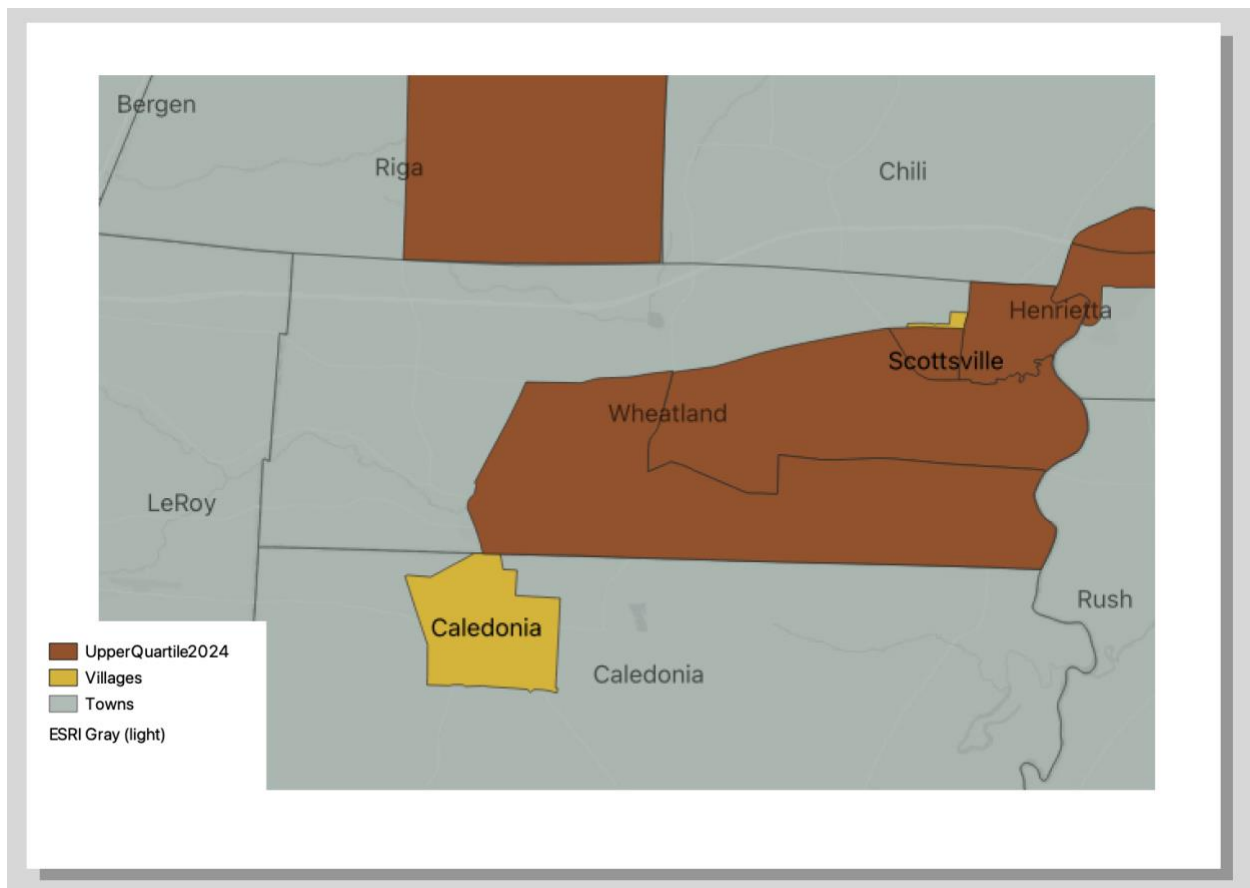 Bergen
Riga
Chili
Henrietta
Scottsville
Wheatland
LeRoy
Rush
Caledonia
Caledonia
UpperQuartile2024
Villages
Towns
ESRI Gray (light)